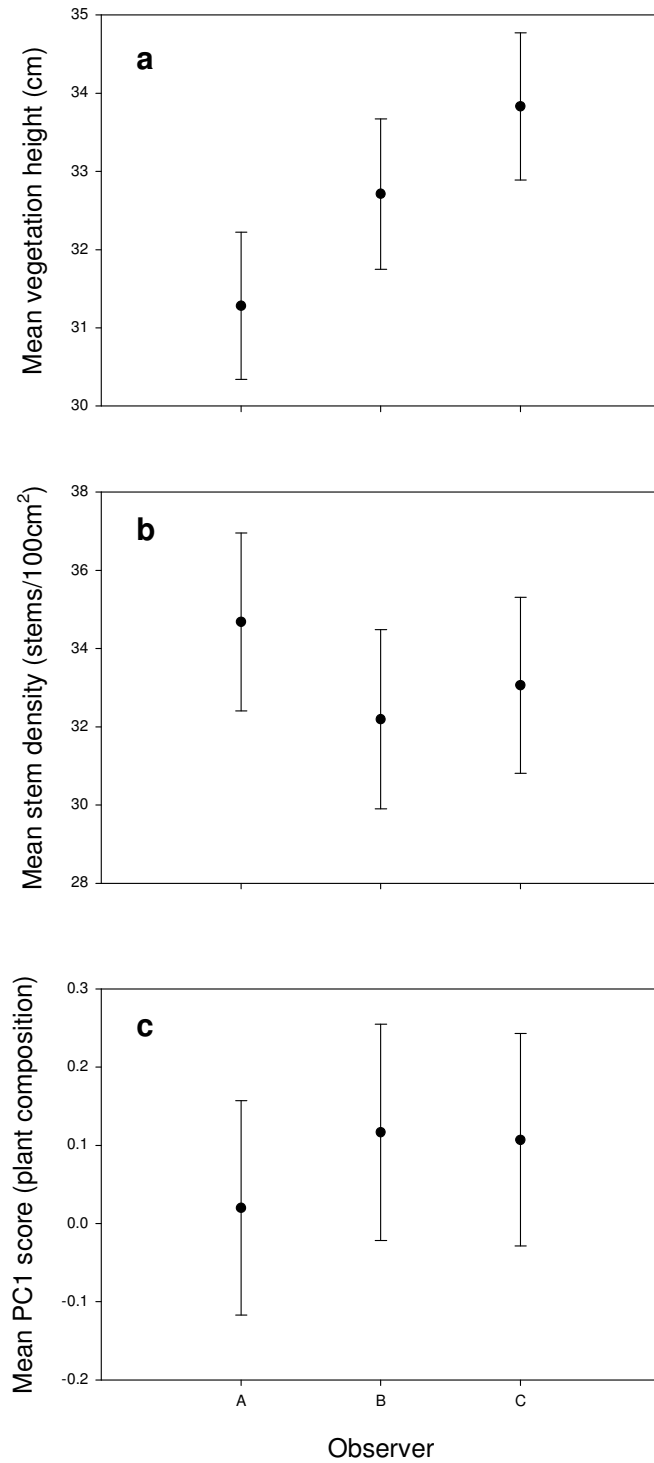 a
Mean vegetation height (cm)
35
34
33
32
31
30
b
Mean stem density (stems/100cm²)
38
36
34
32
30
28
c
Mean PC1 score (plant composition)
0.3
0.2
0.1
0.0
-0.1
-0.2
A B C
Observer